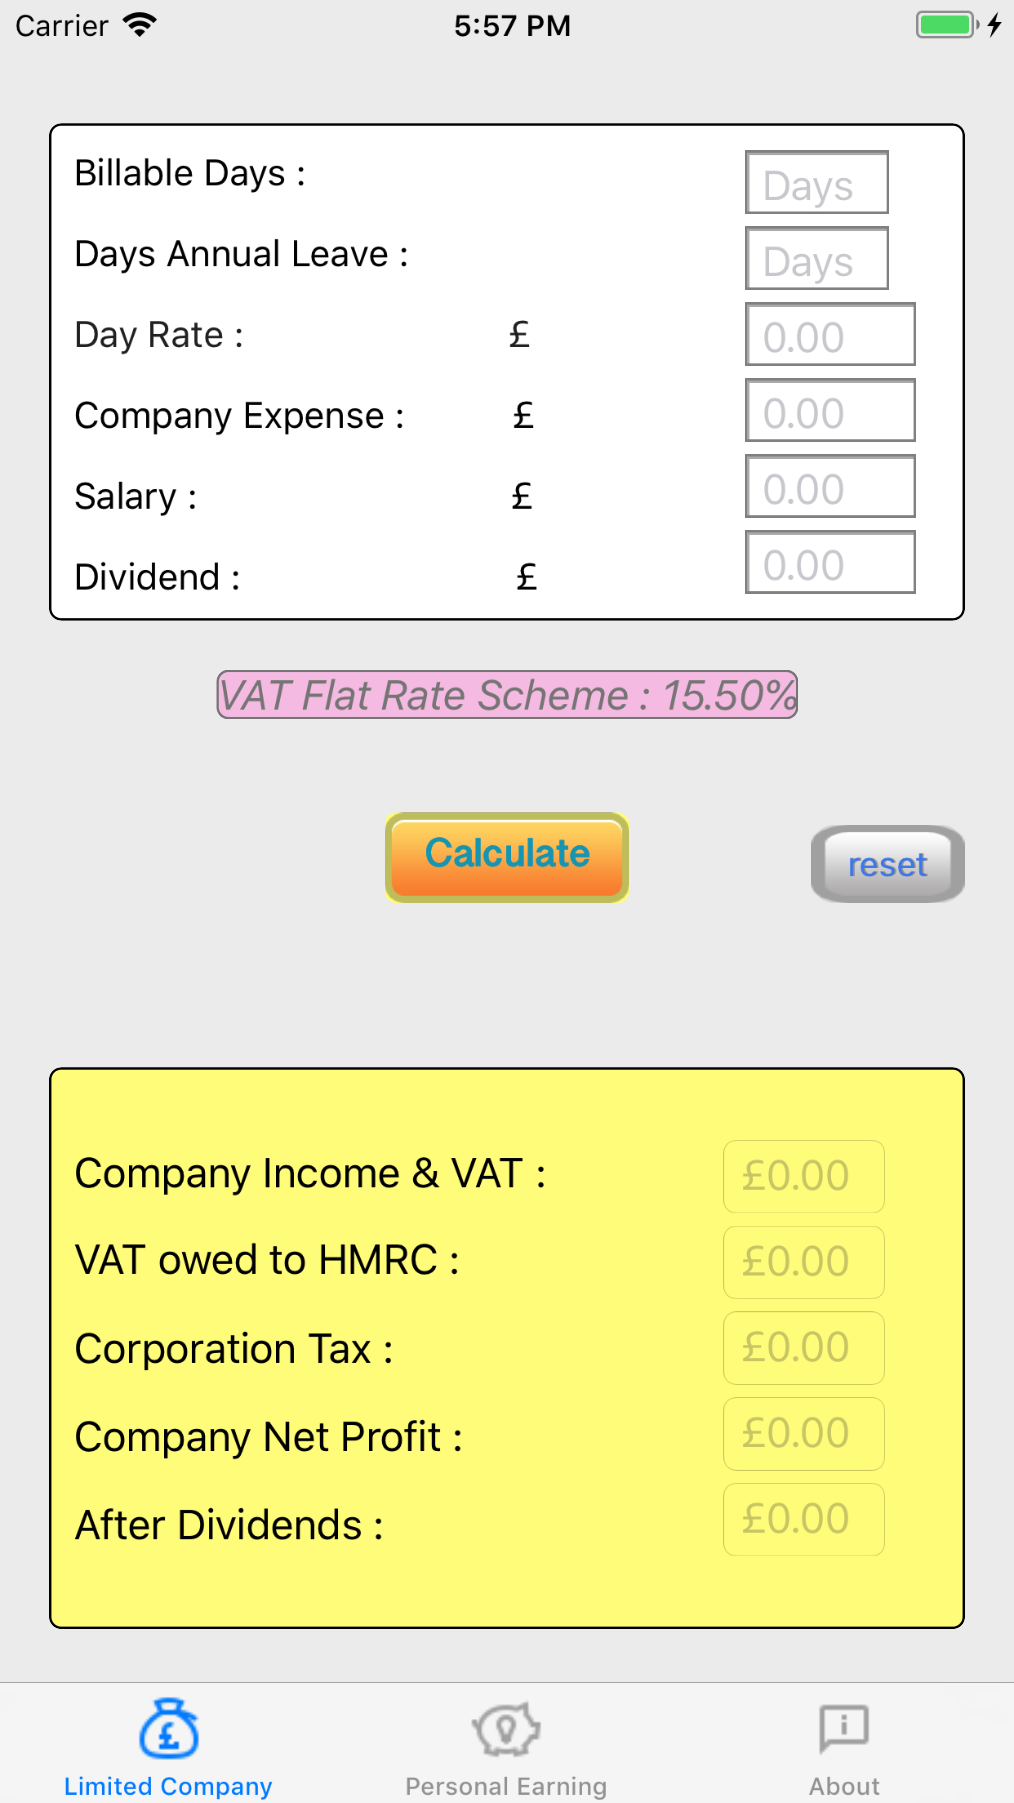 Carrier 5:57 PM
Billable Days : Days
Days Annual Leave : Days
Day Rate : £ 0.00
Company Expense : £ 0.00
Salary : £ 0.00
Dividend : £ 0.00
VAT Flat Rate Scheme : 15.50%
Calculate
reset
Company Income & VAT : £0.00
VAT owed to HMRC : £0.00
Corporation Tax : £0.00
Company Net Profit : £0.00
After Dividends : £0.00
Limited Company Personal Earning About